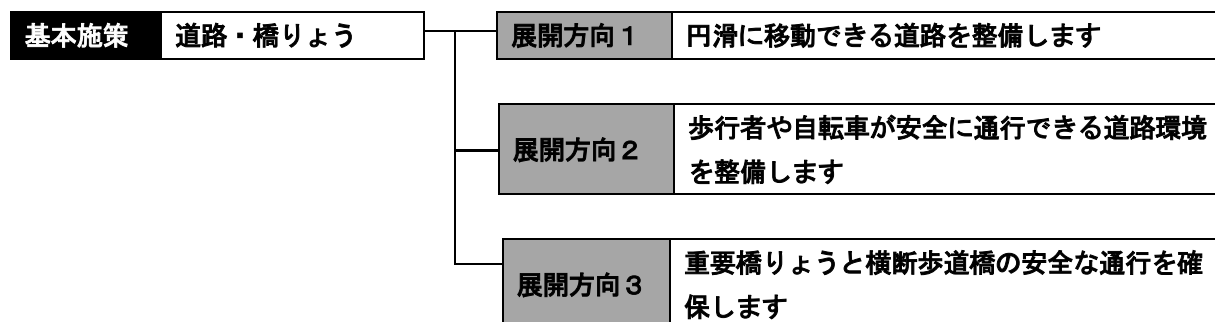 基本施策 道路・橋りょう
展開方向１ 円滑に移動できる道路を整備します
展開方向２ 歩行者や自転車が安全に通行できる道路環境
を整備します
展開方向３ 重要橋りょうと横断歩道橋の安全な通行を確
保します